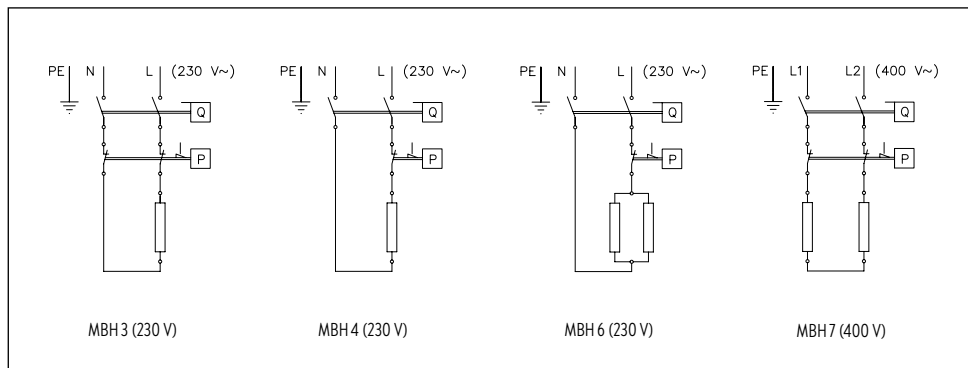 PE N L (230 V~)
Q
P
MBH 3 (230 V)
PE N L (230 V~)
Q
P
MBH 4 (230 V)
PE N L (230 V~)
Q
P
MBH 6 (230 V)
PE L1 L2 (400 V~)
Q
P
MBH 7 (400 V)